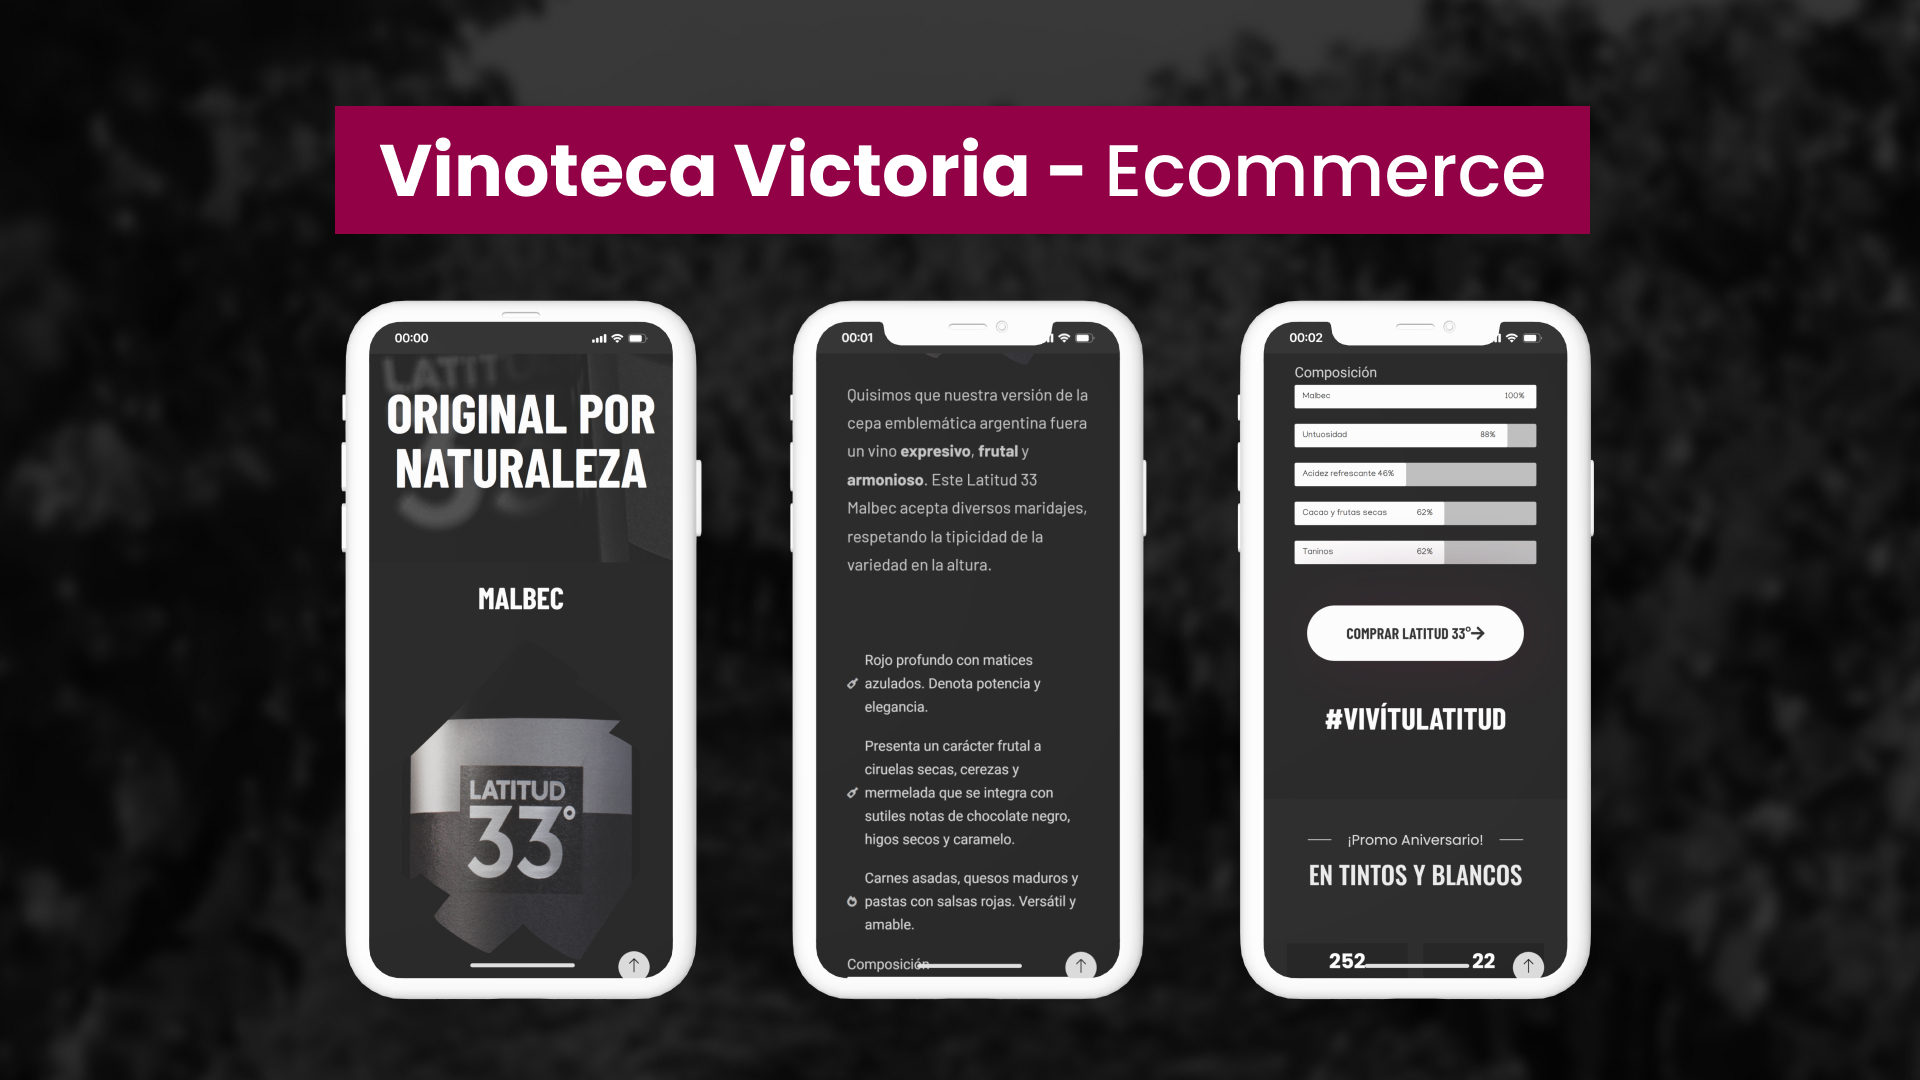 Vinoteca Victoria - Ecommerce
00:00
LATIT
ORIGINAL POR
NATURALEZA
MALBEC
LATITUD
33°
00:01
Quisimos que nuestra versión de la
cepa emblemática argentina fuera
un vino expresivo, frutal y
armonioso. Este Latitud 33
Malbec acepta diversos maridajes,
respetando la tipicidad de la
variedad en la altura.
Rojo profundo con matices
azulados. Denota potencia y
elegancia.
Presenta un carácter frutal a
ciruelas secas, cerezas y
mermelada que se integra con
sutiles notas de chocolate negro,
higos secos y caramelo.
Carnes asadas, quesos maduros y
pastas con salsas rojas. Versátil y
amable.
Composición
00:02
Composición
Malbec 100%
Untuosidad 88%
Acidez refrescante 46%
Cacao y frutas secas 62%
Taninos 62%
COMPRAR LATITUD 33°→
#VIVÍTULATITUD
¡Promo Aniversario!
EN TINTOS Y BLANCOS
252 22